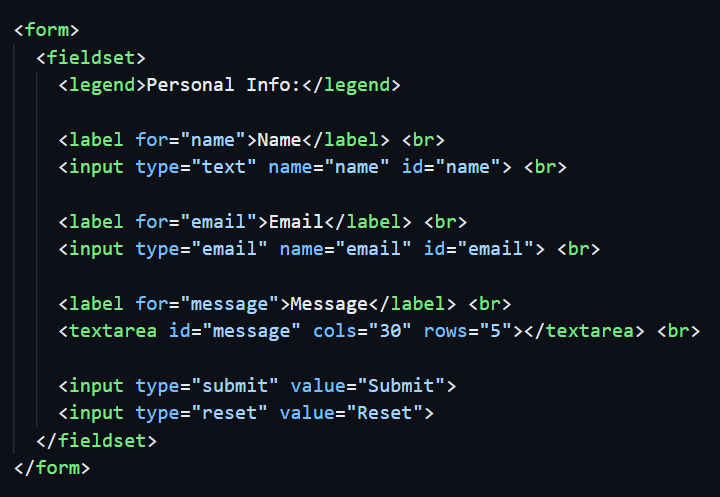 <form>
<fieldset>
<legend>Personal Info:</legend>
<label for="name">Name</label> <br>
<input type="text" name="name" id="name"> <br>
<label for="email">Email</label> <br>
<input type="email" name="email" id="email"> <br>
<label for="message">Message</label> <br>
<textarea id="message" cols="30" rows="5"></textarea> <br>
<input type="submit" value="Submit">
<input type="reset" value="Reset">
</fieldset>
</form>